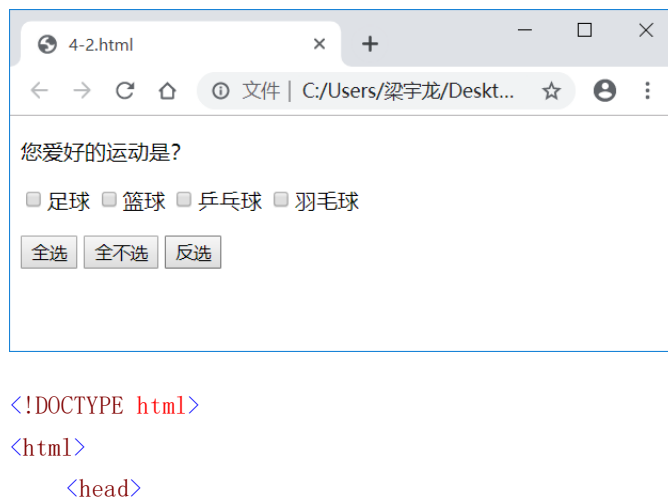 4-2.html
文件 | C:/Users/梁宇龙/Deskt...
您爱好的运动是?
足球 篮球 乒乓球 羽毛球
全选 全不选 反选
<!DOCTYPE html>
<html>
<head>